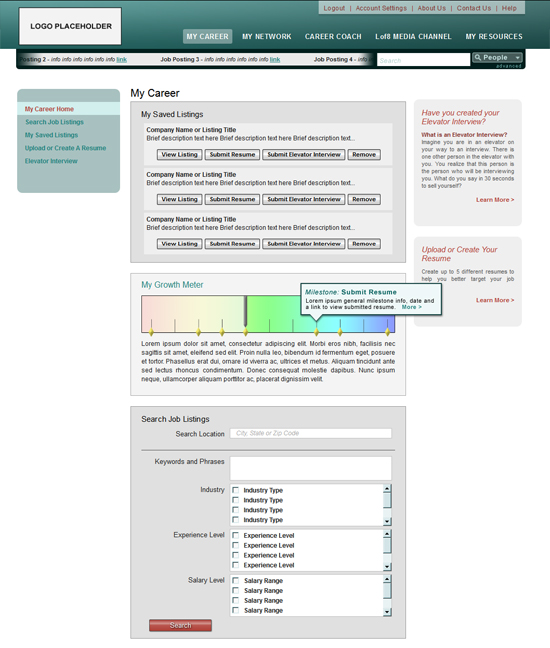 LOGO PLACEHOLDER
Logout | Account Settings | About Us | Contact Us | Help
MY CAREER MY NETWORK CAREER COACH Lof8 MEDIA CHANNEL MY RESOURCES
Posting 2 - info info info info info info link Job Posting 3 - info info info info info info link Job Posting 4 - info info
Search
People
advanced
My Career Home
Search Job Listings
My Saved Listings
Upload or Create A Resume
Elevator Interview
My Career
My Saved Listings
Company Name or Listing Title
Brief description text here Brief description text here Brief description text...
View Listing Submit Resume Submit Elevator Interview Remove
Company Name or Listing Title
Brief description text here Brief description text here Brief description text...
View Listing Submit Resume Submit Elevator Interview Remove
Company Name or Listing Title
Brief description text here Brief description text here Brief description text...
View Listing Submit Resume Submit Elevator Interview Remove
My Growth Meter
Milestone: Submit Resume
Lorem ipsum general milestone info, date and
a link to view submitted resume. More >
Lorem ipsum dolor sit amet, consectetur adipiscing elit. Morbi eros nibh, facilisis nec
sagittis sit amet, eleifend sed elit. Proin nulla leo, bibendum id fermentum eget, posuere
et tortor. Phasellus erat dui, ornare id viverra ac, ultrices et metus. Aliquam tincidunt ante
sed lectus rhoncus condimentum. Donec consequat molestie dapibus. Nunc ipsum
neque, ullamcorper aliquam porttitor ac, placerat dignissim velit.
Search Job Listings
Search Location City, State or Zip Code
Keywords and Phrases
Industry
Industry Type
Industry Type
Industry Type
Industry Type
Experience Level
Experience Level
Experience Level
Experience Level
Experience Level
Salary Level
Salary Range
Salary Range
Salary Range
Salary Range
Search
Have you created your
Elevator Interview?
What is an Elevator Interview?
Imagine you are in an elevator on
your way to an interview. There is
one other person in the elevator with
you. You realize that this person is
the person who will be interviewing
you. What do you say in 30 seconds
to sell yourself?
Learn More >
Upload or Create Your
Resume
Create up to 5 different resumes to
help you better target your job
Learn More >